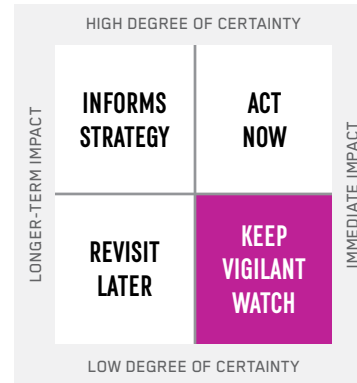 HIGH DEGREE OF CERTAINTY
LONGER-TERM IMPACT
INFORMS
STRATEGY
ACT
NOW
IMMEDIATE IMPACT
REVISIT
LATER
KEEP
VIGILANT
WATCH
LOW DEGREE OF CERTAINTY